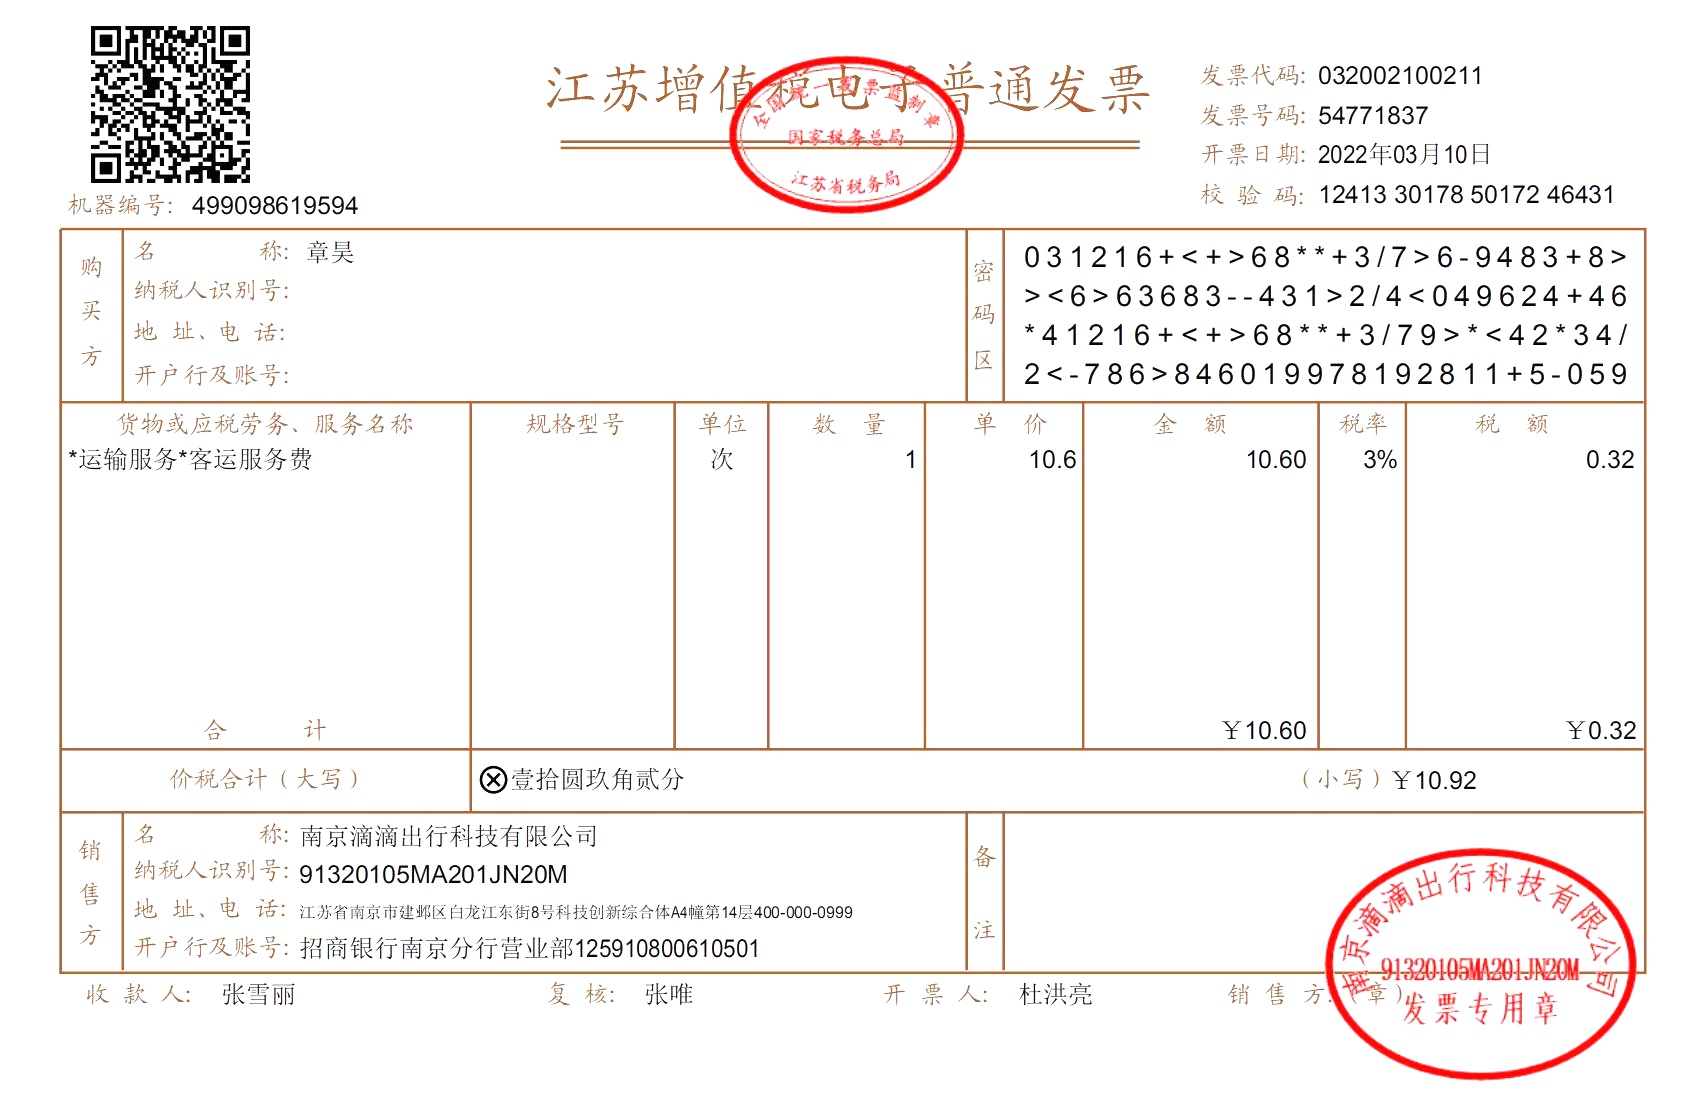 江苏增值税电子普通发票
全国统一发票监制章
国家税务总局
江苏省税务局
发票代码: 032002100211
发票号码: 54771837
开票日期: 2022年03月10日
校 验 码: 12413 30178 50172 46431
机器编号: 499098619594
购买方
名 称: 章昊
纳税人识别号:
地 址、电 话:
开户行及账号:
密码区
031216+<+>68**+3/7>6-9483+8>
><6>63683--431>2/4<049624+46
*41216+<+>68**+3/79>*<42*34/
2<-786>846019978192811+5-059
货物或应税劳务、服务名称 规格型号 单位 数 量 单 价 金 额 税率 税 额
*运输服务*客运服务费 次 1 10.6 10.60 3% 0.32
合 计 ￥10.60 ￥0.32
价税合计（大写） ⊗壹拾圆玖角贰分 （小写）￥10.92
销售方
名 称: 南京滴滴出行科技有限公司
纳税人识别号: 91320105MA201JN20M
地 址、电 话: 江苏省南京市建邺区白龙江东街8号科技创新综合体A4幢第14层400-000-0999
开户行及账号: 招商银行南京分行营业部125910800610501
备注
收 款 人: 张雪丽 复 核: 张唯 开 票 人: 杜洪亮 销 售 方:（章）
南京滴滴出行科技有限公司
91320105MA201JN20M
发票专用章